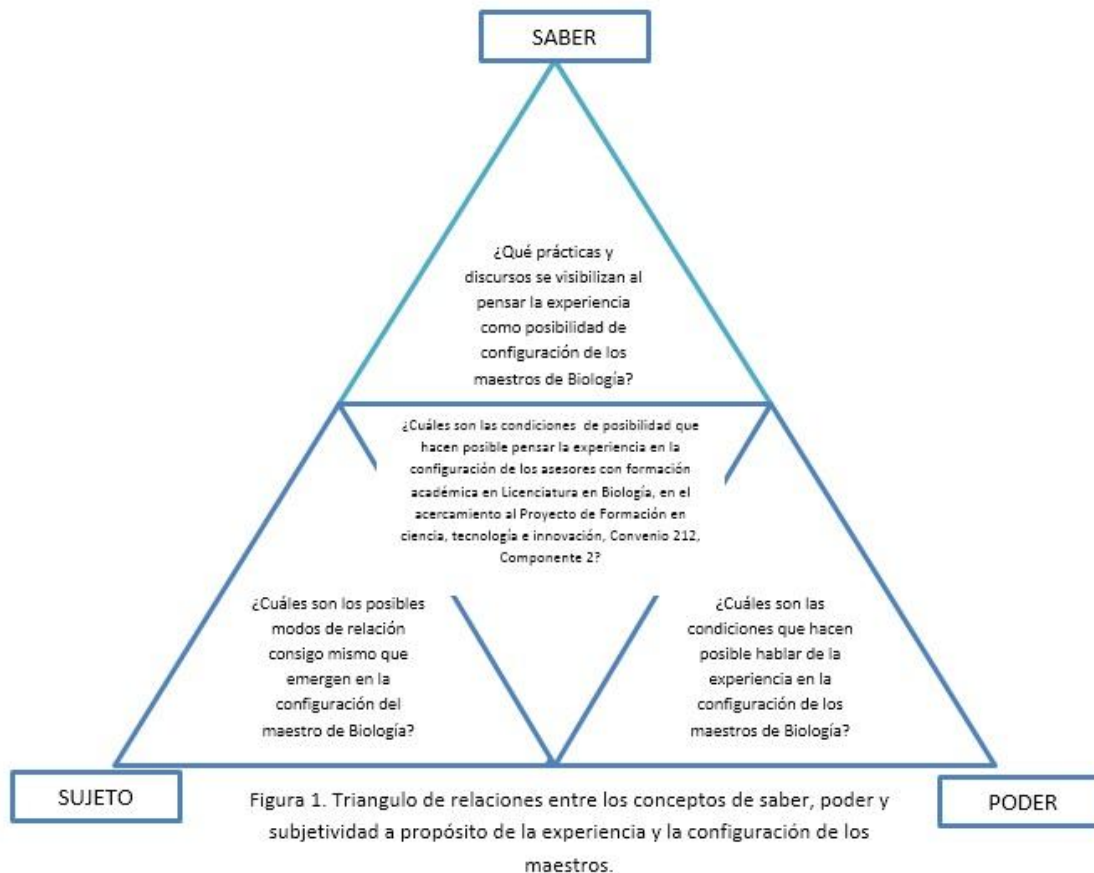 SABER
¿Qué prácticas y
discursos se visibilizan al
pensar la experiencia
como posibilidad de
configuración de los
maestros de Biología?
¿Cuáles son las condiciones de posibilidad que
hacen posible pensar la experiencia en la
configuración de los asesores con formación
académica en Licenciatura en Biología, en el
acercamiento al Proyecto de Formación en
ciencia, tecnología e innovación, Convenio 212,
Componente 2?
¿Cuáles son los posibles
modos de relación
consigo mismo que
emergen en la
configuración del
maestro de Biología?
¿Cuáles son las
condiciones que hacen
posible hablar de la
experiencia en la
configuración de los
maestros de Biología?
SUJETO
PODER
Figura 1. Triangulo de relaciones entre los conceptos de saber, poder y
subjetividad a propósito de la experiencia y la configuración de los
maestros.